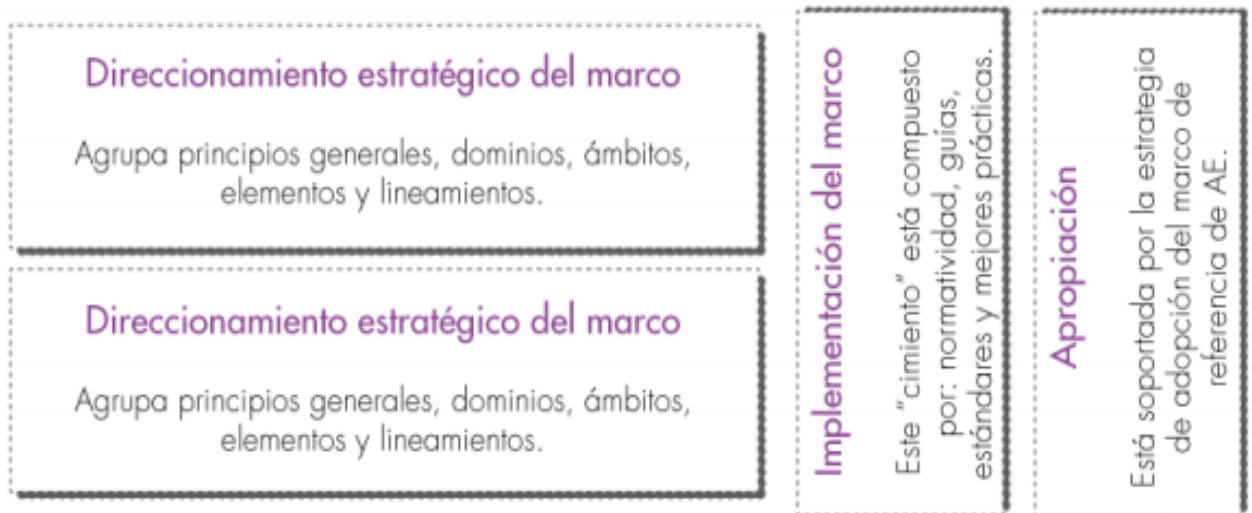 Direccionamiento estratégico del marco
Agrupa principios generales, dominios, ámbitos,
elementos y lineamientos.
Direccionamiento estratégico del marco
Agrupa principios generales, dominios, ámbitos,
elementos y lineamientos.
Implementación del marco
Este "cimiento" está compuesto
por: normatividad, guías,
estándares y mejores prácticas.
Apropiación
Está soportada por la estrategia
de adopción del marco de
referencia de AE.